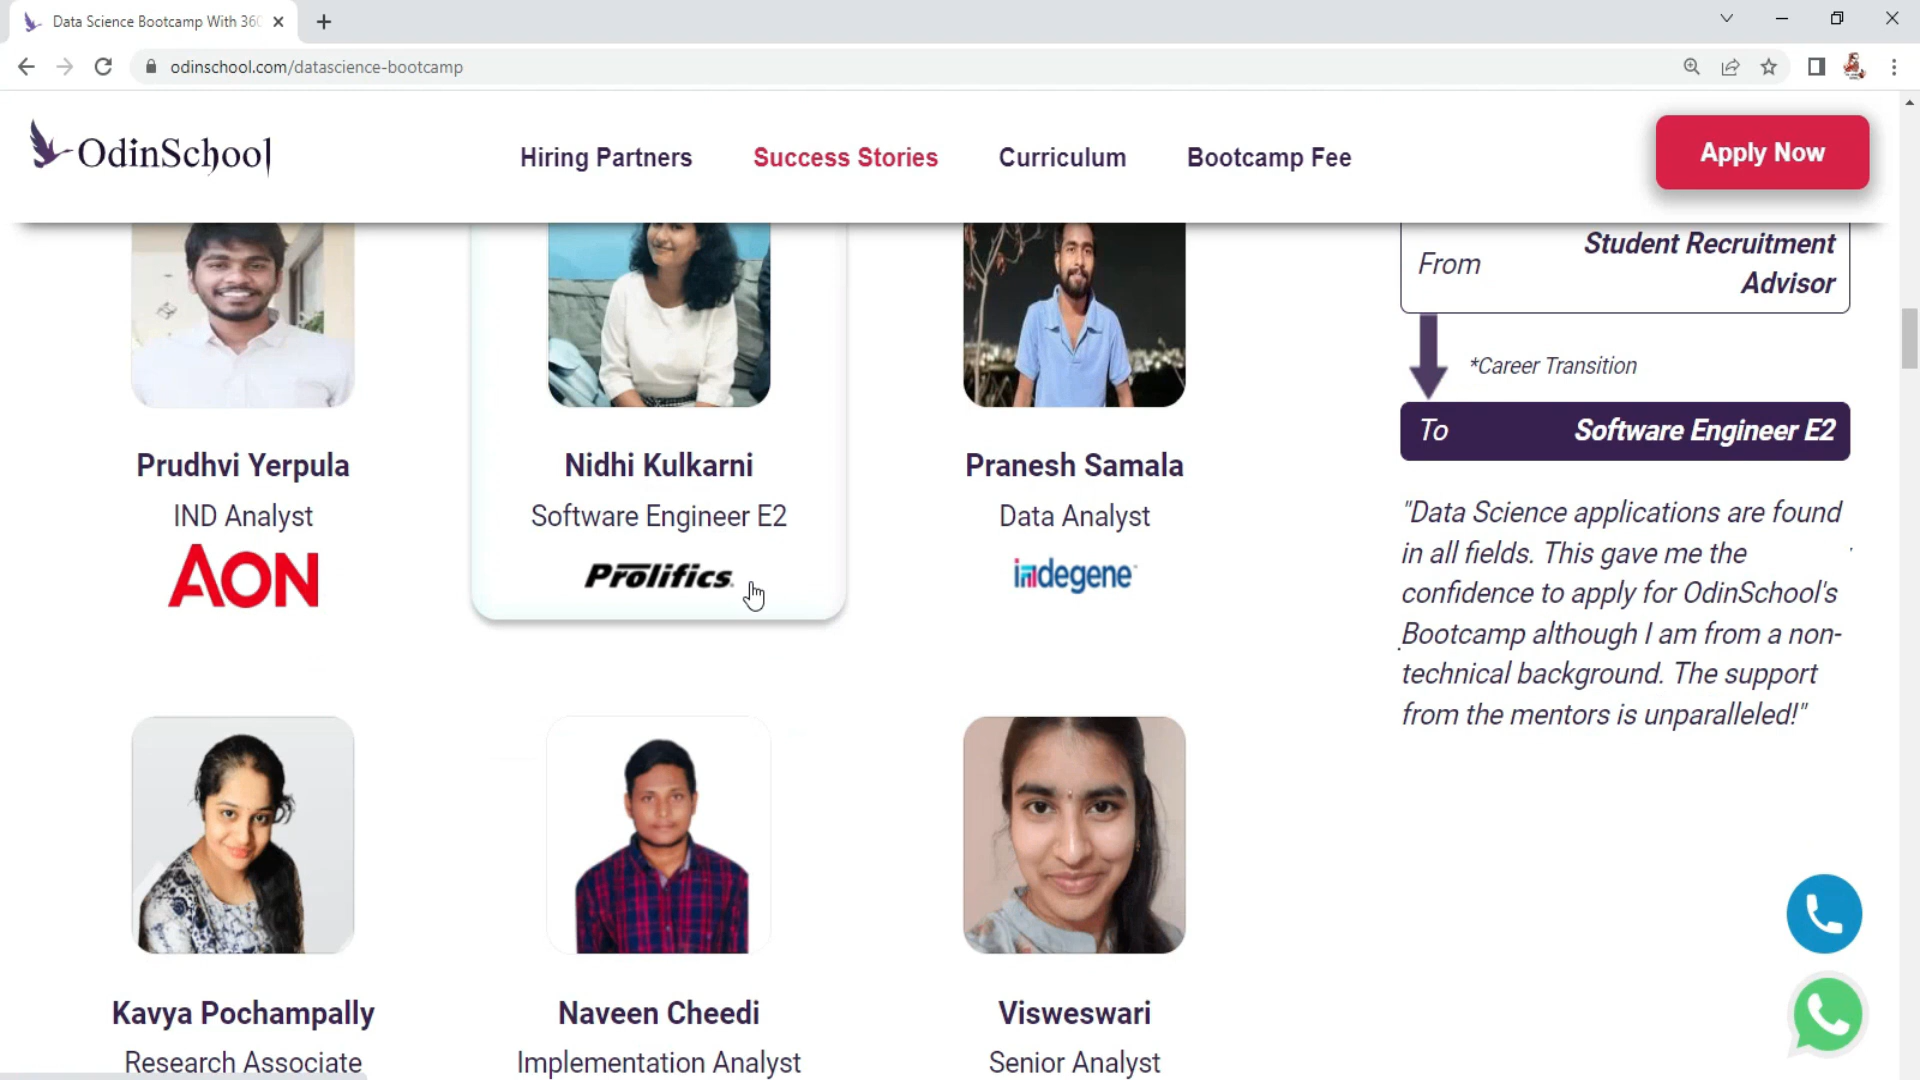 Data Science Bootcamp With 360
odinschool.com/datascience-bootcamp
OdinSchool
Hiring Partners
Success Stories
Curriculum
Bootcamp Fee
Apply Now
Prudhvi Yerpula
IND Analyst
AON
Nidhi Kulkarni
Software Engineer E2
Prolifics
Pranesh Samala
Data Analyst
indegene
From
Student Recruitment
Advisor
*Career Transition
To
Software Engineer E2
"Data Science applications are found
in all fields. This gave me the
confidence to apply for OdinSchool's
Bootcamp although I am from a non-
technical background. The support
from the mentors is unparalleled!"
Kavya Pochampally
Research Associate
Naveen Cheedi
Implementation Analyst
Visweswari
Senior Analyst